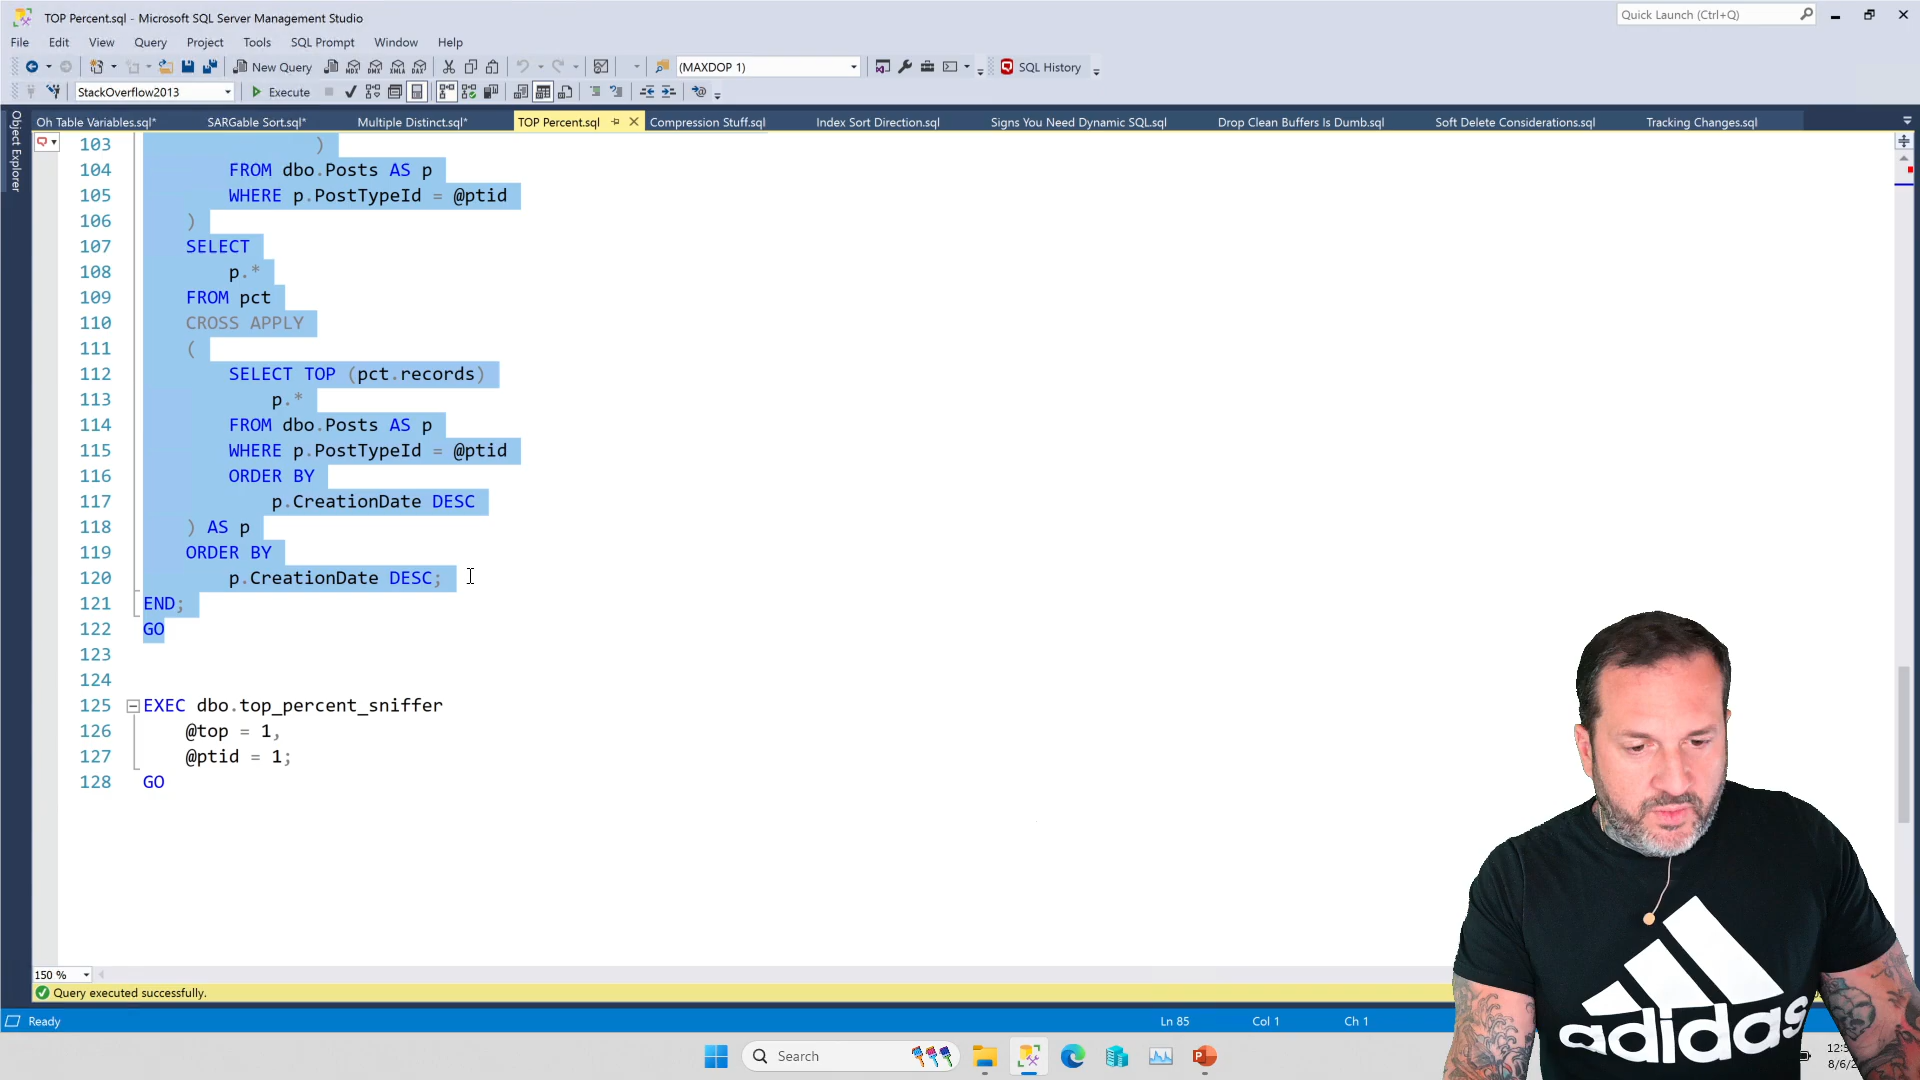 TOP Percent.sql - Microsoft SQL Server Management Studio
Quick Launch (Ctrl+Q)
File Edit View Query Project Tools SQL Prompt Window Help
New Query (MAXDOP 1) SQL History
StackOverflow2013 Execute
Oh Table Variables.sql* SARGable Sort.sql* Multiple Distinct.sql* TOP Percent.sql Compression Stuff.sql Index Sort Direction.sql Signs You Need Dynamic SQL.sql Drop Clean Buffers Is Dumb.sql Soft Delete Considerations.sql Tracking Changes.sql
Object Explorer
103 )
104 FROM dbo.Posts AS p
105 WHERE p.PostTypeId = @ptid
106 )
107 SELECT
108 p.*
109 FROM pct
110 CROSS APPLY
111 (
112 SELECT TOP (pct.records)
113 p.*
114 FROM dbo.Posts AS p
115 WHERE p.PostTypeId = @ptid
116 ORDER BY
117 p.CreationDate DESC
118 ) AS p
119 ORDER BY
120 p.CreationDate DESC;
121 END;
122 GO
123
124
125 EXEC dbo.top_percent_sniffer
126 @top = 1,
127 @ptid = 1;
128 GO
150 %
Query executed successfully.
Ready Ln 85 Col 1 Ch 1
Search
adidas